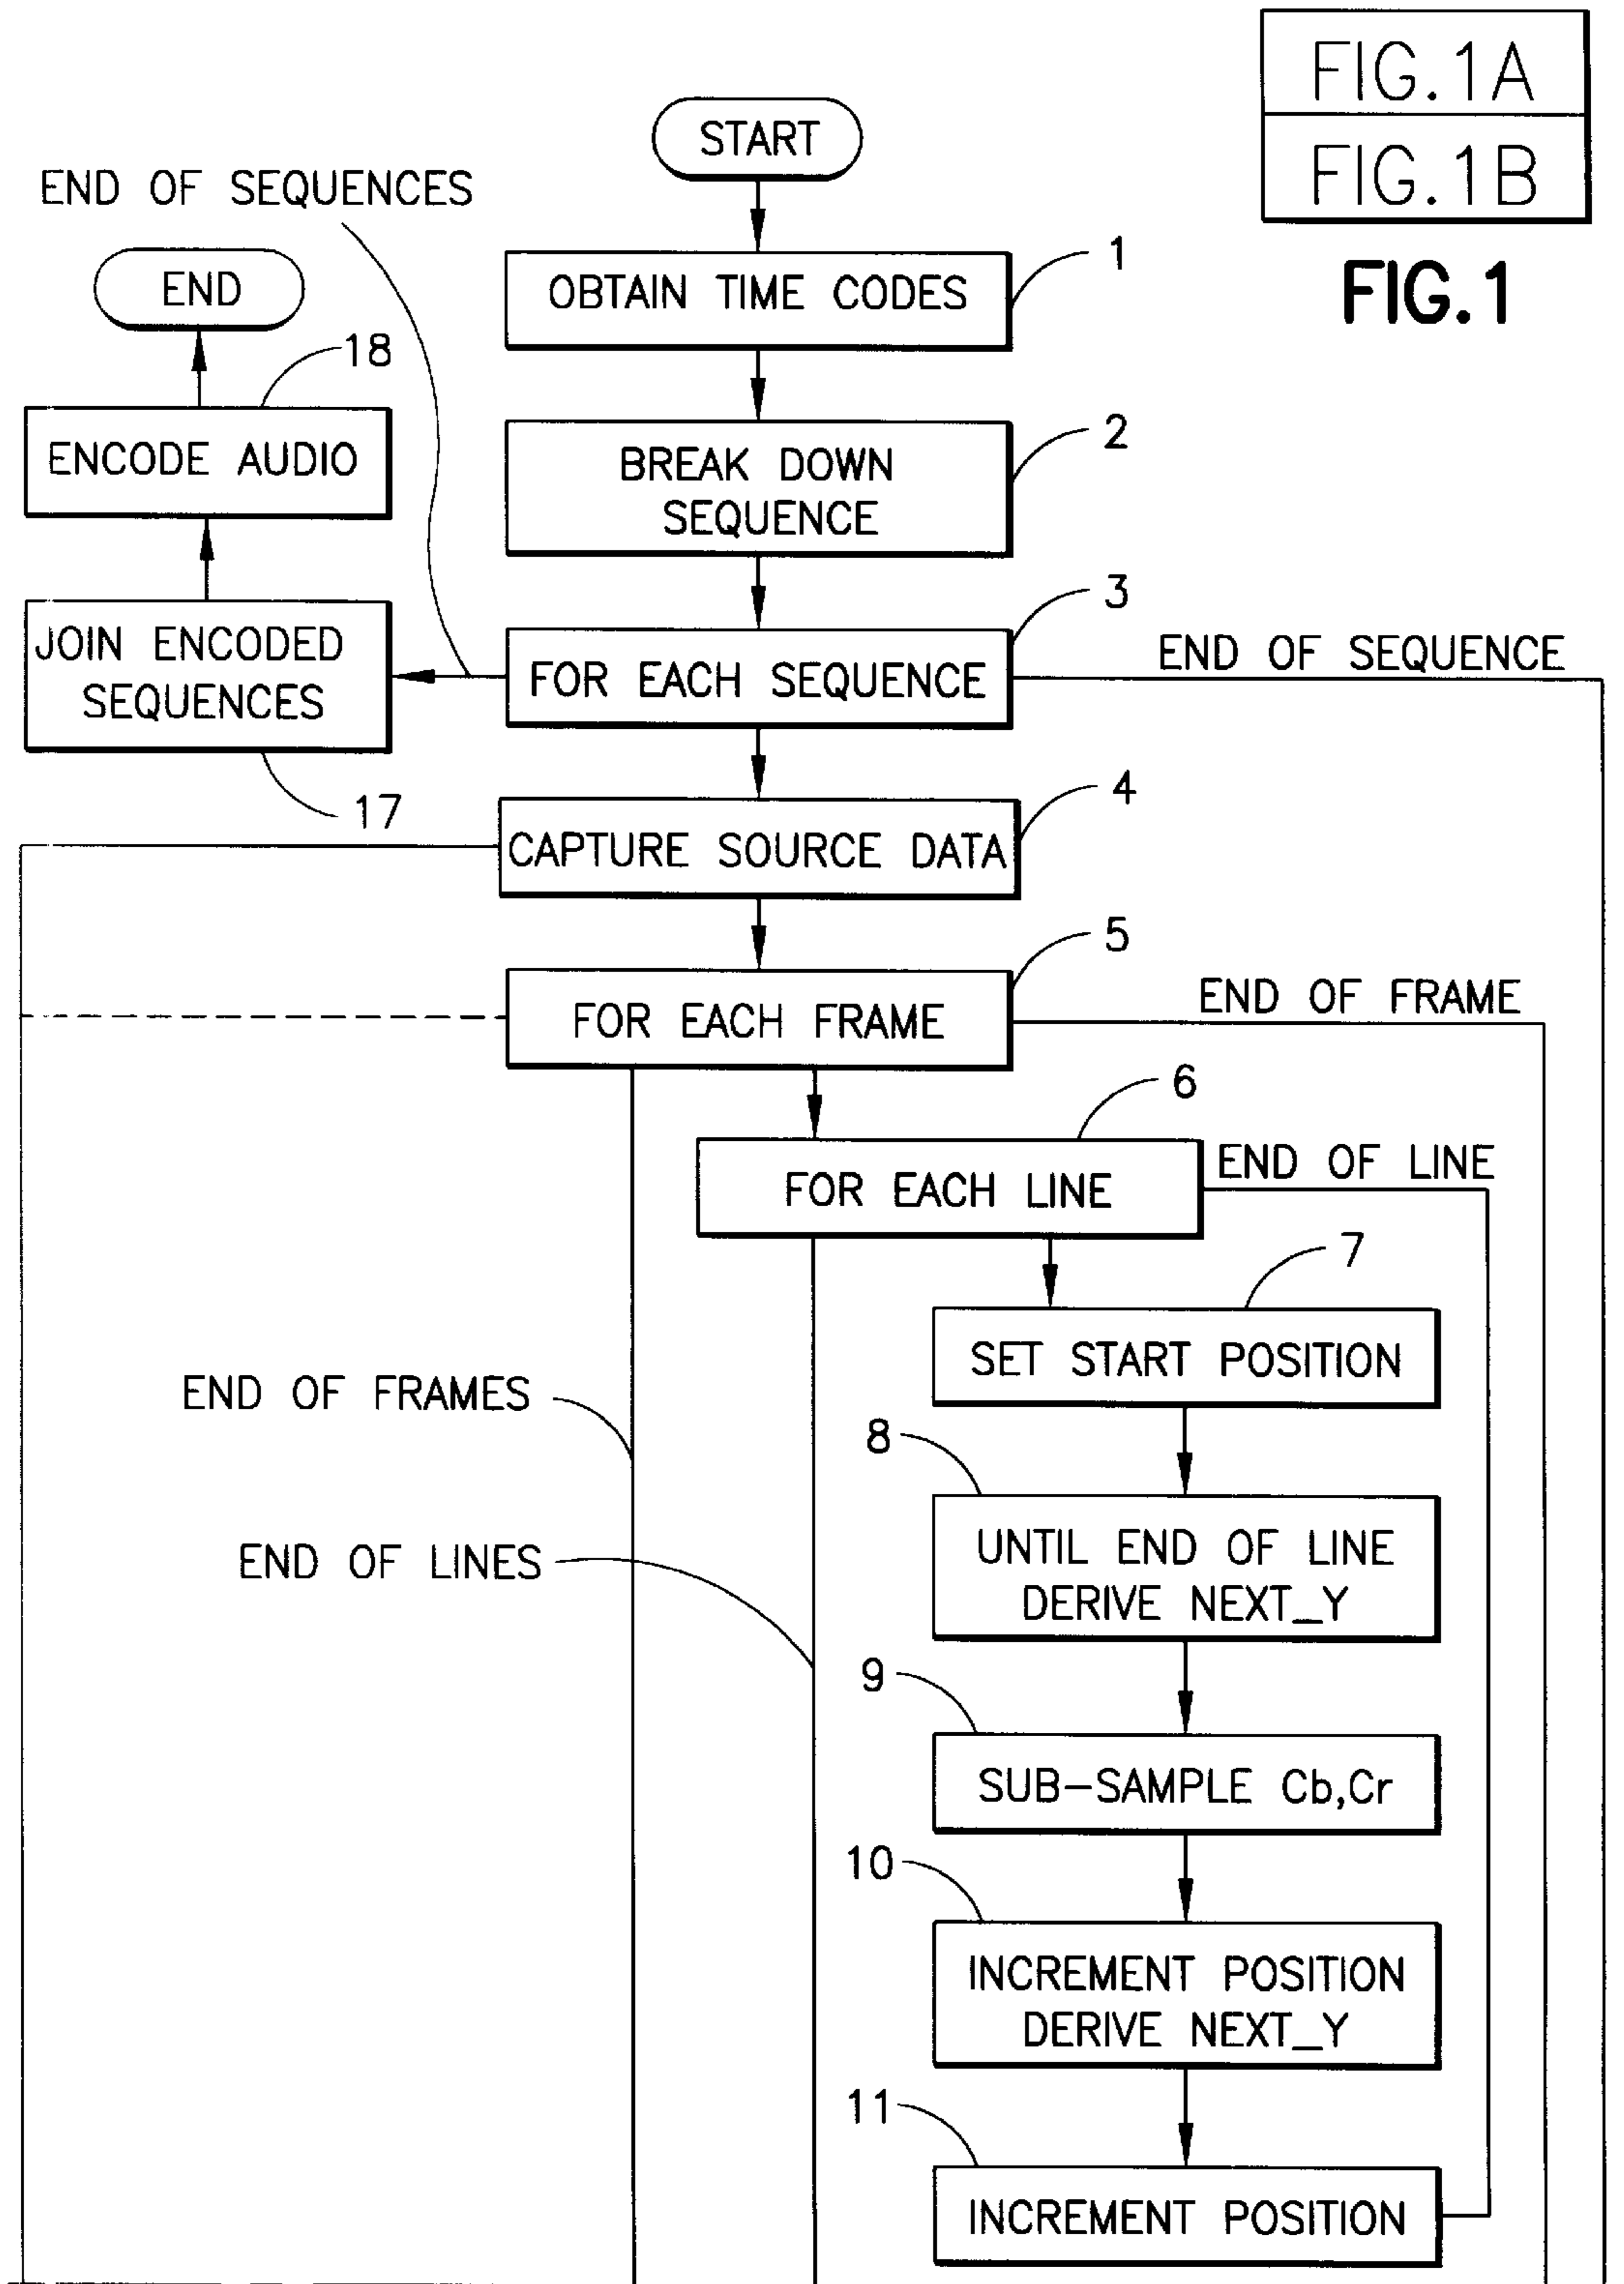 FIG.1A
FIG.1B
FIG.1
START
END OF SEQUENCES
1
OBTAIN TIME CODES
END
18
2
BREAK DOWN
SEQUENCE
ENCODE AUDIO
3
JOIN ENCODED
SEQUENCES
FOR EACH SEQUENCE
END OF SEQUENCE
17
4
CAPTURE SOURCE DATA
5
FOR EACH FRAME
END OF FRAME
6
FOR EACH LINE
END OF LINE
7
SET START POSITION
END OF FRAMES
8
UNTIL END OF LINE
DERIVE NEXT_Y
END OF LINES
9
SUB-SAMPLE Cb,Cr
10
INCREMENT POSITION
DERIVE NEXT_Y
11
INCREMENT POSITION